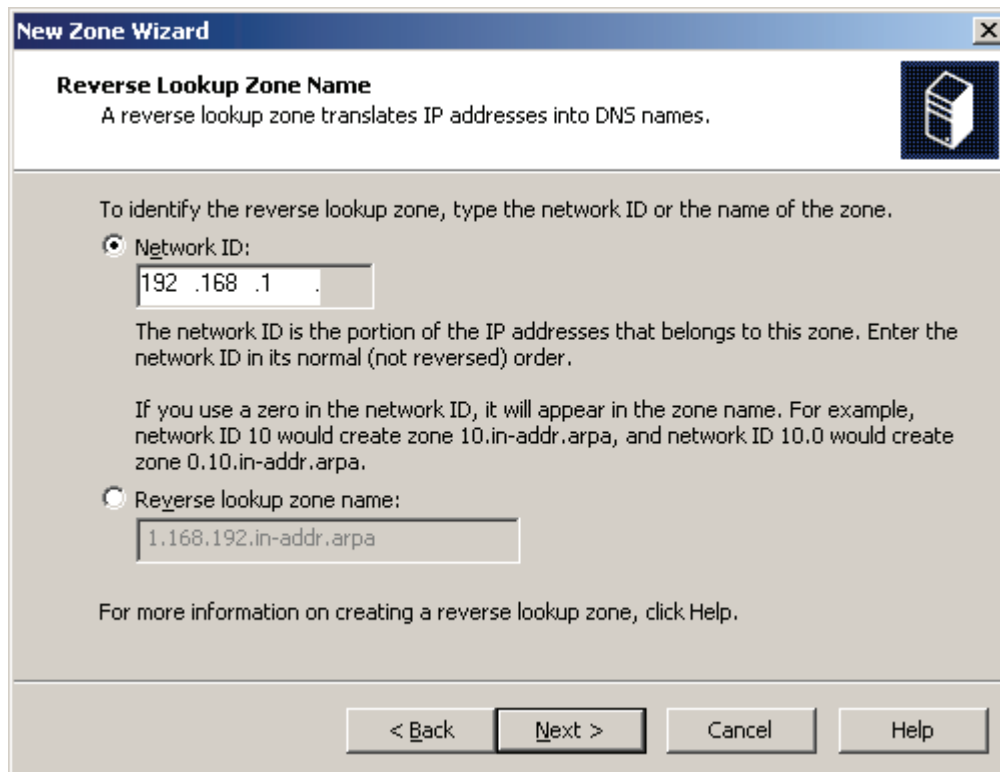 New Zone Wizard
Reverse Lookup Zone Name
A reverse lookup zone translates IP addresses into DNS names.
To identify the reverse lookup zone, type the network ID or the name of the zone.
Network ID:
192 .168 .1 .
The network ID is the portion of the IP addresses that belongs to this zone. Enter the
network ID in its normal (not reversed) order.
If you use a zero in the network ID, it will appear in the zone name. For example,
network ID 10 would create zone 10.in-addr.arpa, and network ID 10.0 would create
zone 0.10.in-addr.arpa.
Reverse lookup zone name:
1.168.192.in-addr.arpa
For more information on creating a reverse lookup zone, click Help.
< Back Next > Cancel Help